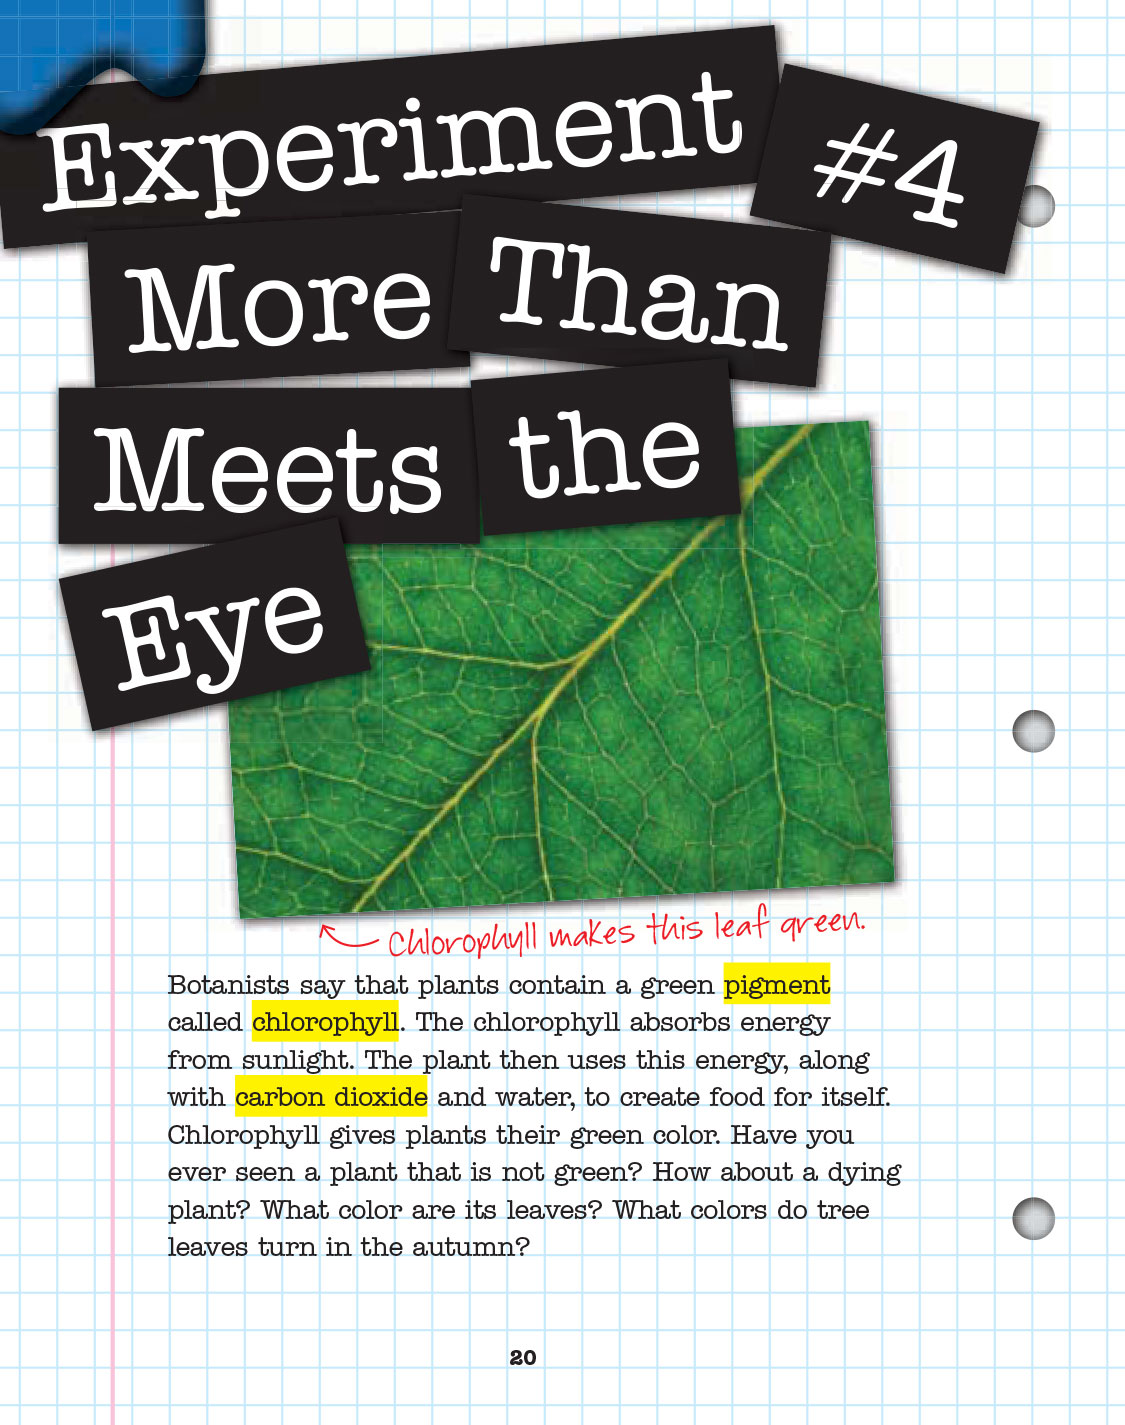 Experiment #4
More Than
Meets the
Eye
Chlorophyll makes this leaf green.
Botanists say that plants contain a green pigment
called chlorophyll. The chlorophyll absorbs energy
from sunlight. The plant then uses this energy, along
with carbon dioxide and water, to create food for itself.
Chlorophyll gives plants their green color. Have you
ever seen a plant that is not green? How about a dying
plant? What color are its leaves? What colors do tree
leaves turn in the autumn?
20